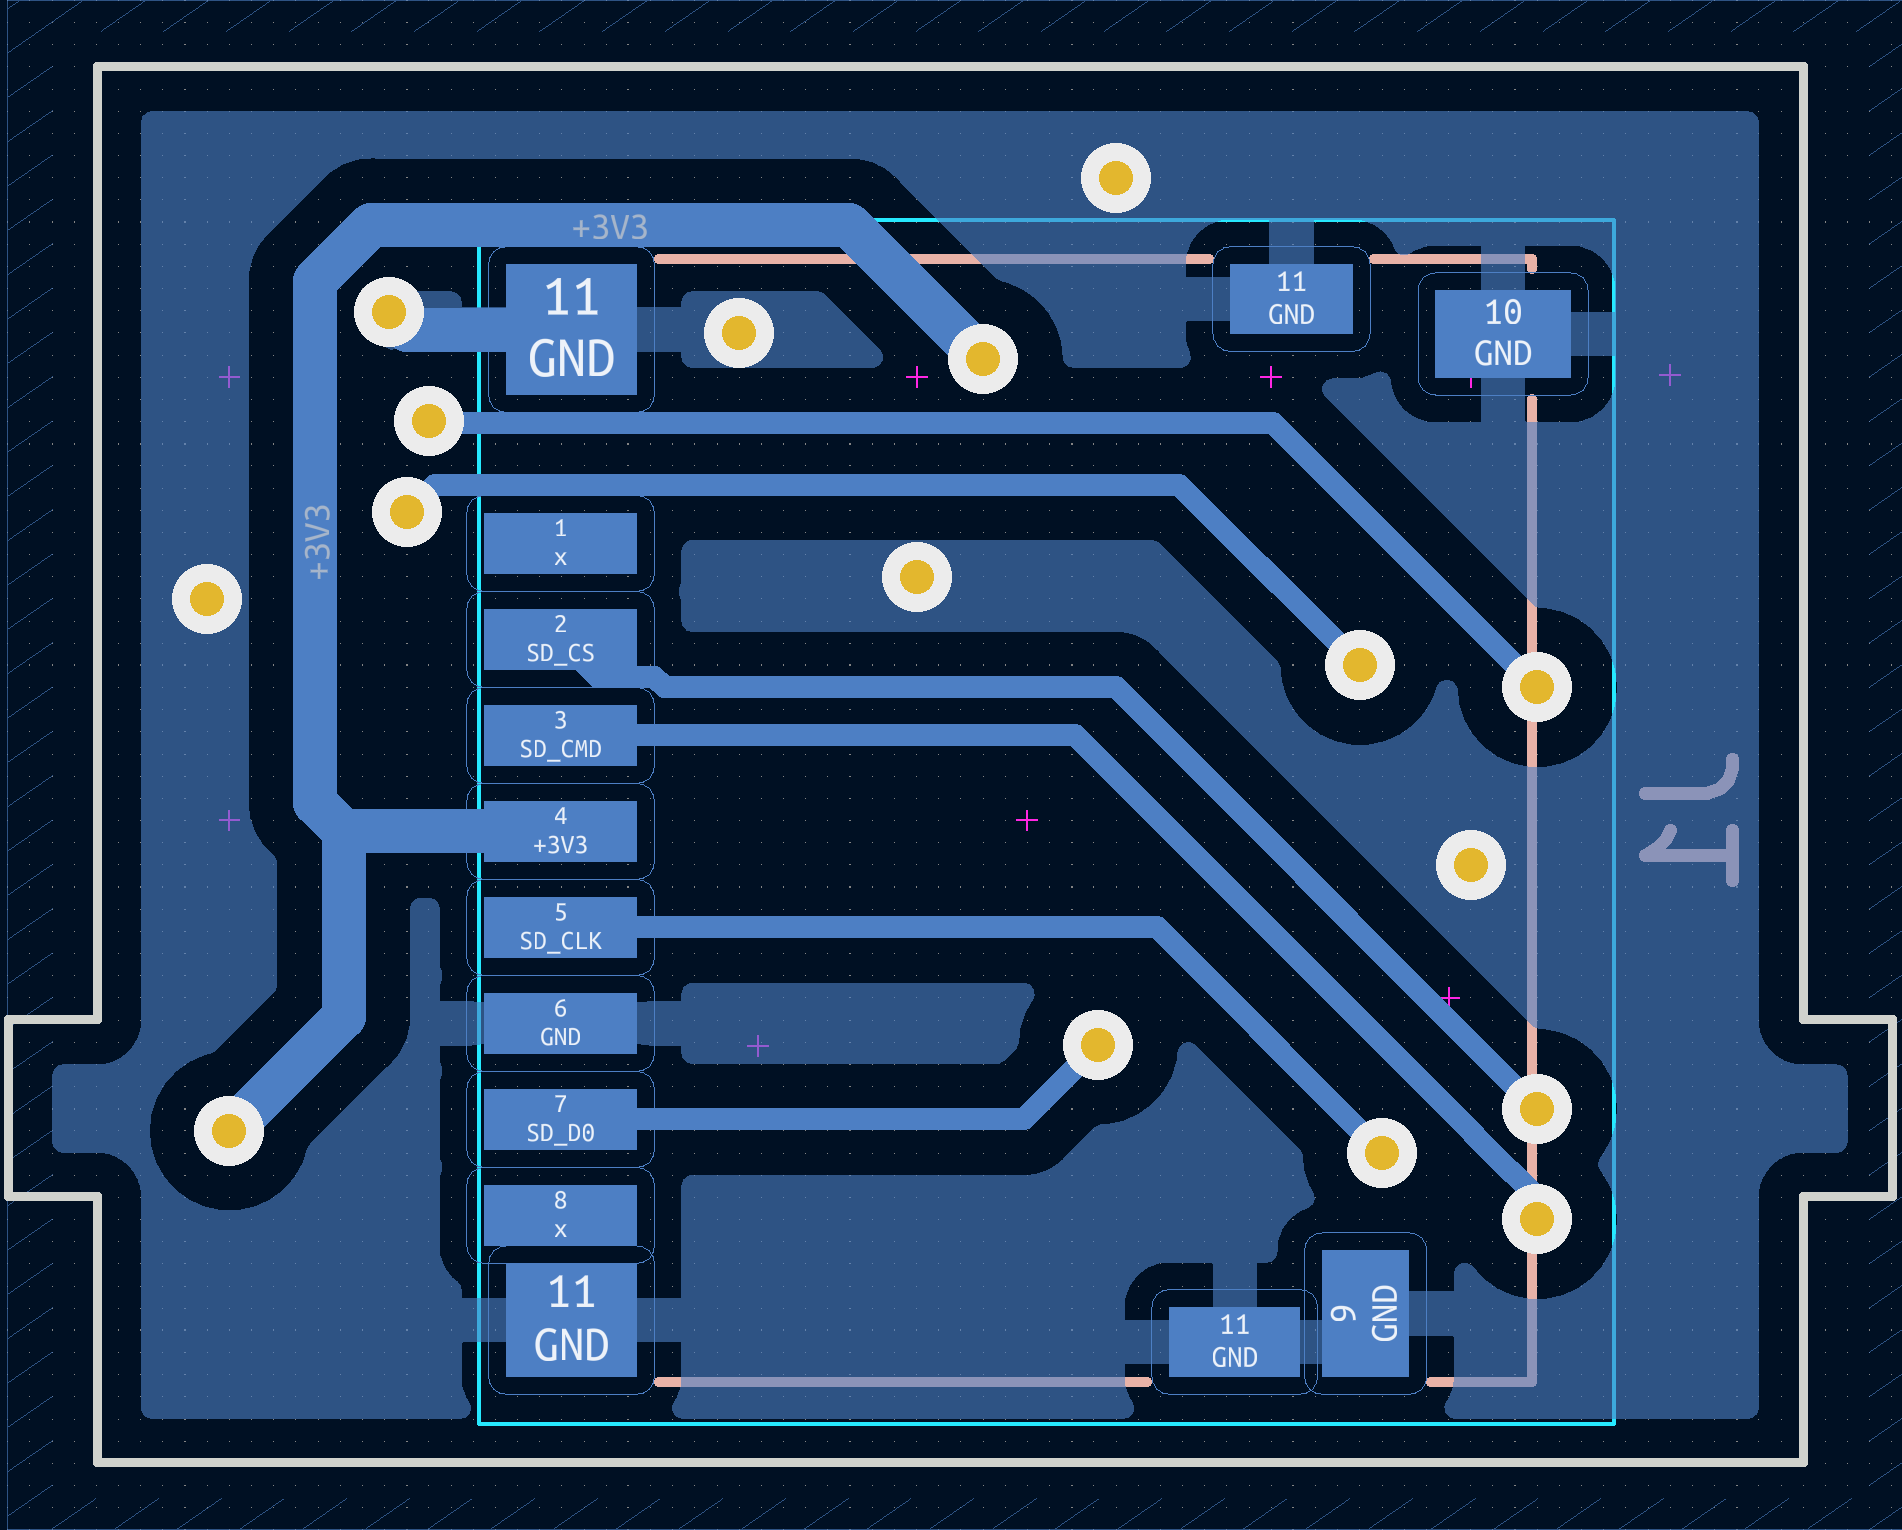 +3V3
11
GND
11
GND
10
GND
+3V3
1
x
2
SD_CS
3
SD_CMD
4
+3V3
5
SD_CLK
6
GND
7
SD_D0
8
x
11
GND
11
GND
9
GND
J1